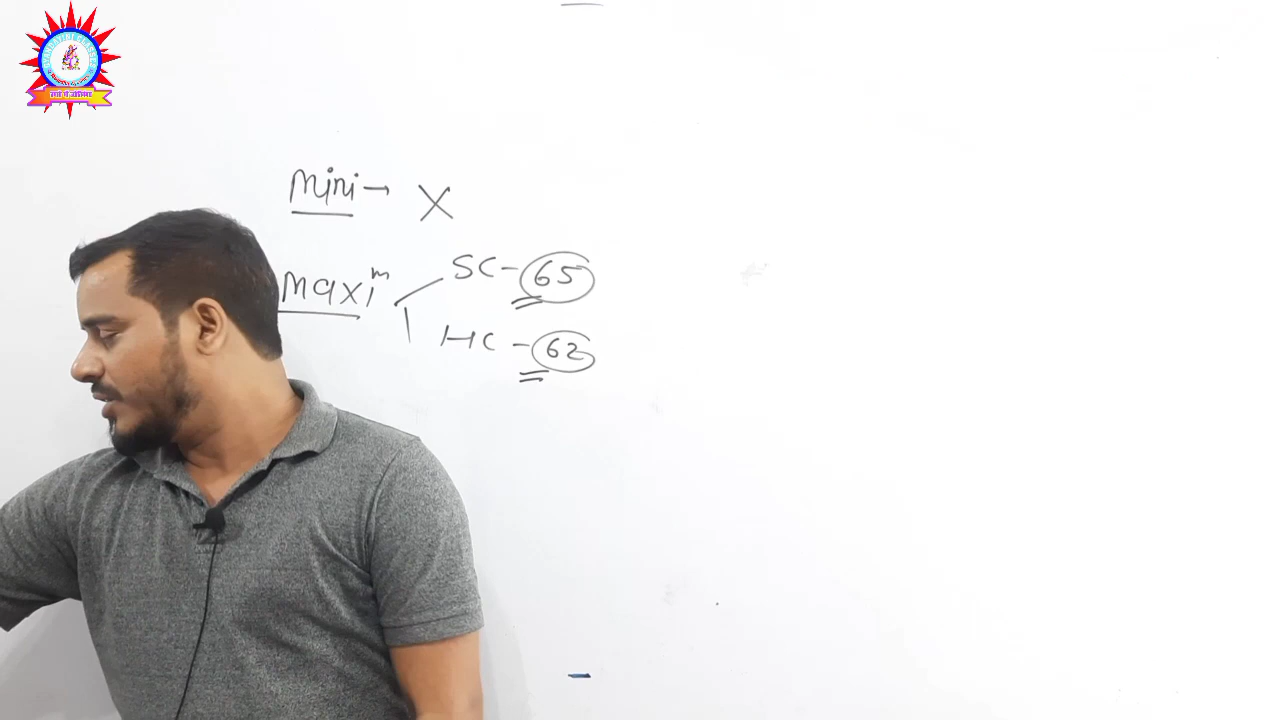 mini → X
maxim
SC - 65
HC - 62